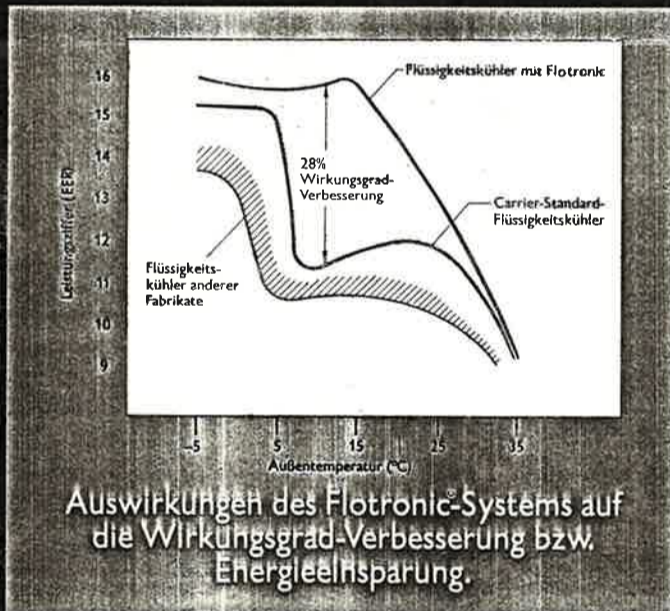 16
15
14
13
12
11
10
9
Leistungsziffer (EER)
Flüssigkeitskühler mit Flotronic
28%
Wirkungsgrad-
Verbesserung
Carrier-Standard-
Flüssigkeitskühler
Flüssigkeits-
kühler anderer
Fabrikate
-5 5 15 25 35
Außentemperatur (°C)
Auswirkungen des Flotronic®-Systems auf
die Wirkungsgrad-Verbesserung bzw.
Energieeinsparung.